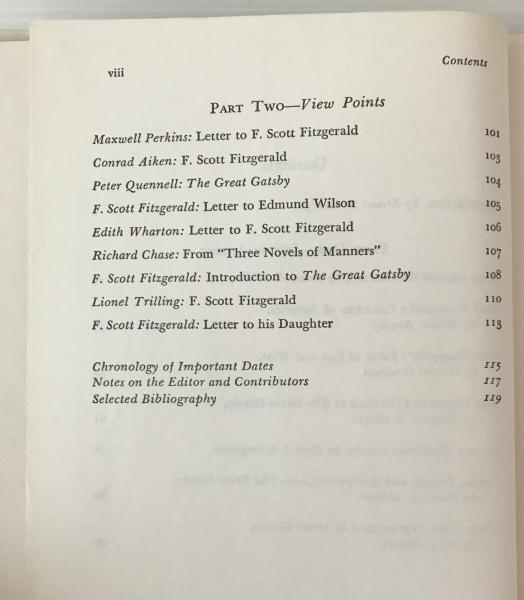 viii
Contents
PART TWO—View Points
Maxwell Perkins: Letter to F. Scott Fitzgerald 101
Conrad Aiken: F. Scott Fitzgerald 103
Peter Quennell: The Great Gatsby 104
F. Scott Fitzgerald: Letter to Edmund Wilson 105
Edith Wharton: Letter to F. Scott Fitzgerald 106
Richard Chase: From "Three Novels of Manners" 107
F. Scott Fitzgerald: Introduction to The Great Gatsby 108
Lionel Trilling: F. Scott Fitzgerald 110
F. Scott Fitzgerald: Letter to his Daughter 113
Chronology of Important Dates 115
Notes on the Editor and Contributors 117
Selected Bibliography 119